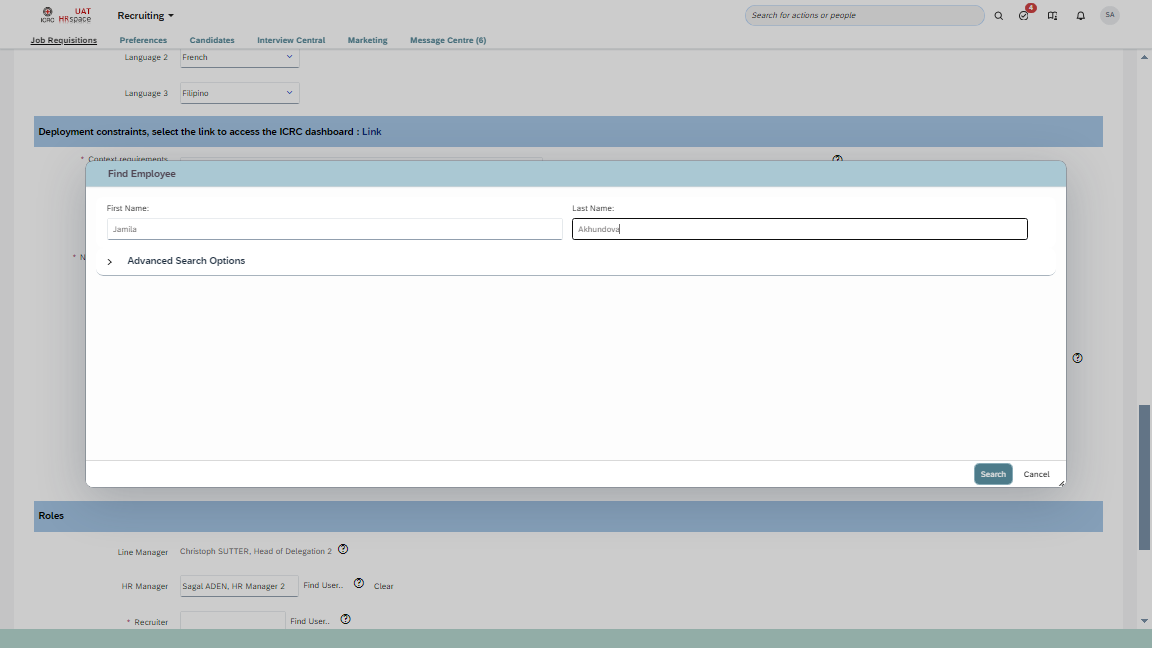 ICRC
UAT
HRspace
Recruiting
Search for actions or people
4
SA
Job Requisitions
Preferences
Candidates
Interview Central
Marketing
Message Centre (6)
Language 2
French
Language 3
Filipino
Deployment constraints, select the link to access the ICRC dashboard : Link
* Context requirements
Find Employee
First Name:
Last Name:
Jamila
Akhundova
* N
Advanced Search Options
Search
Cancel
Roles
Line Manager
Christoph SUTTER, Head of Delegation 2
HR Manager
Sagal ADEN, HR Manager 2
Find User..
Clear
* Recruiter
Find User..